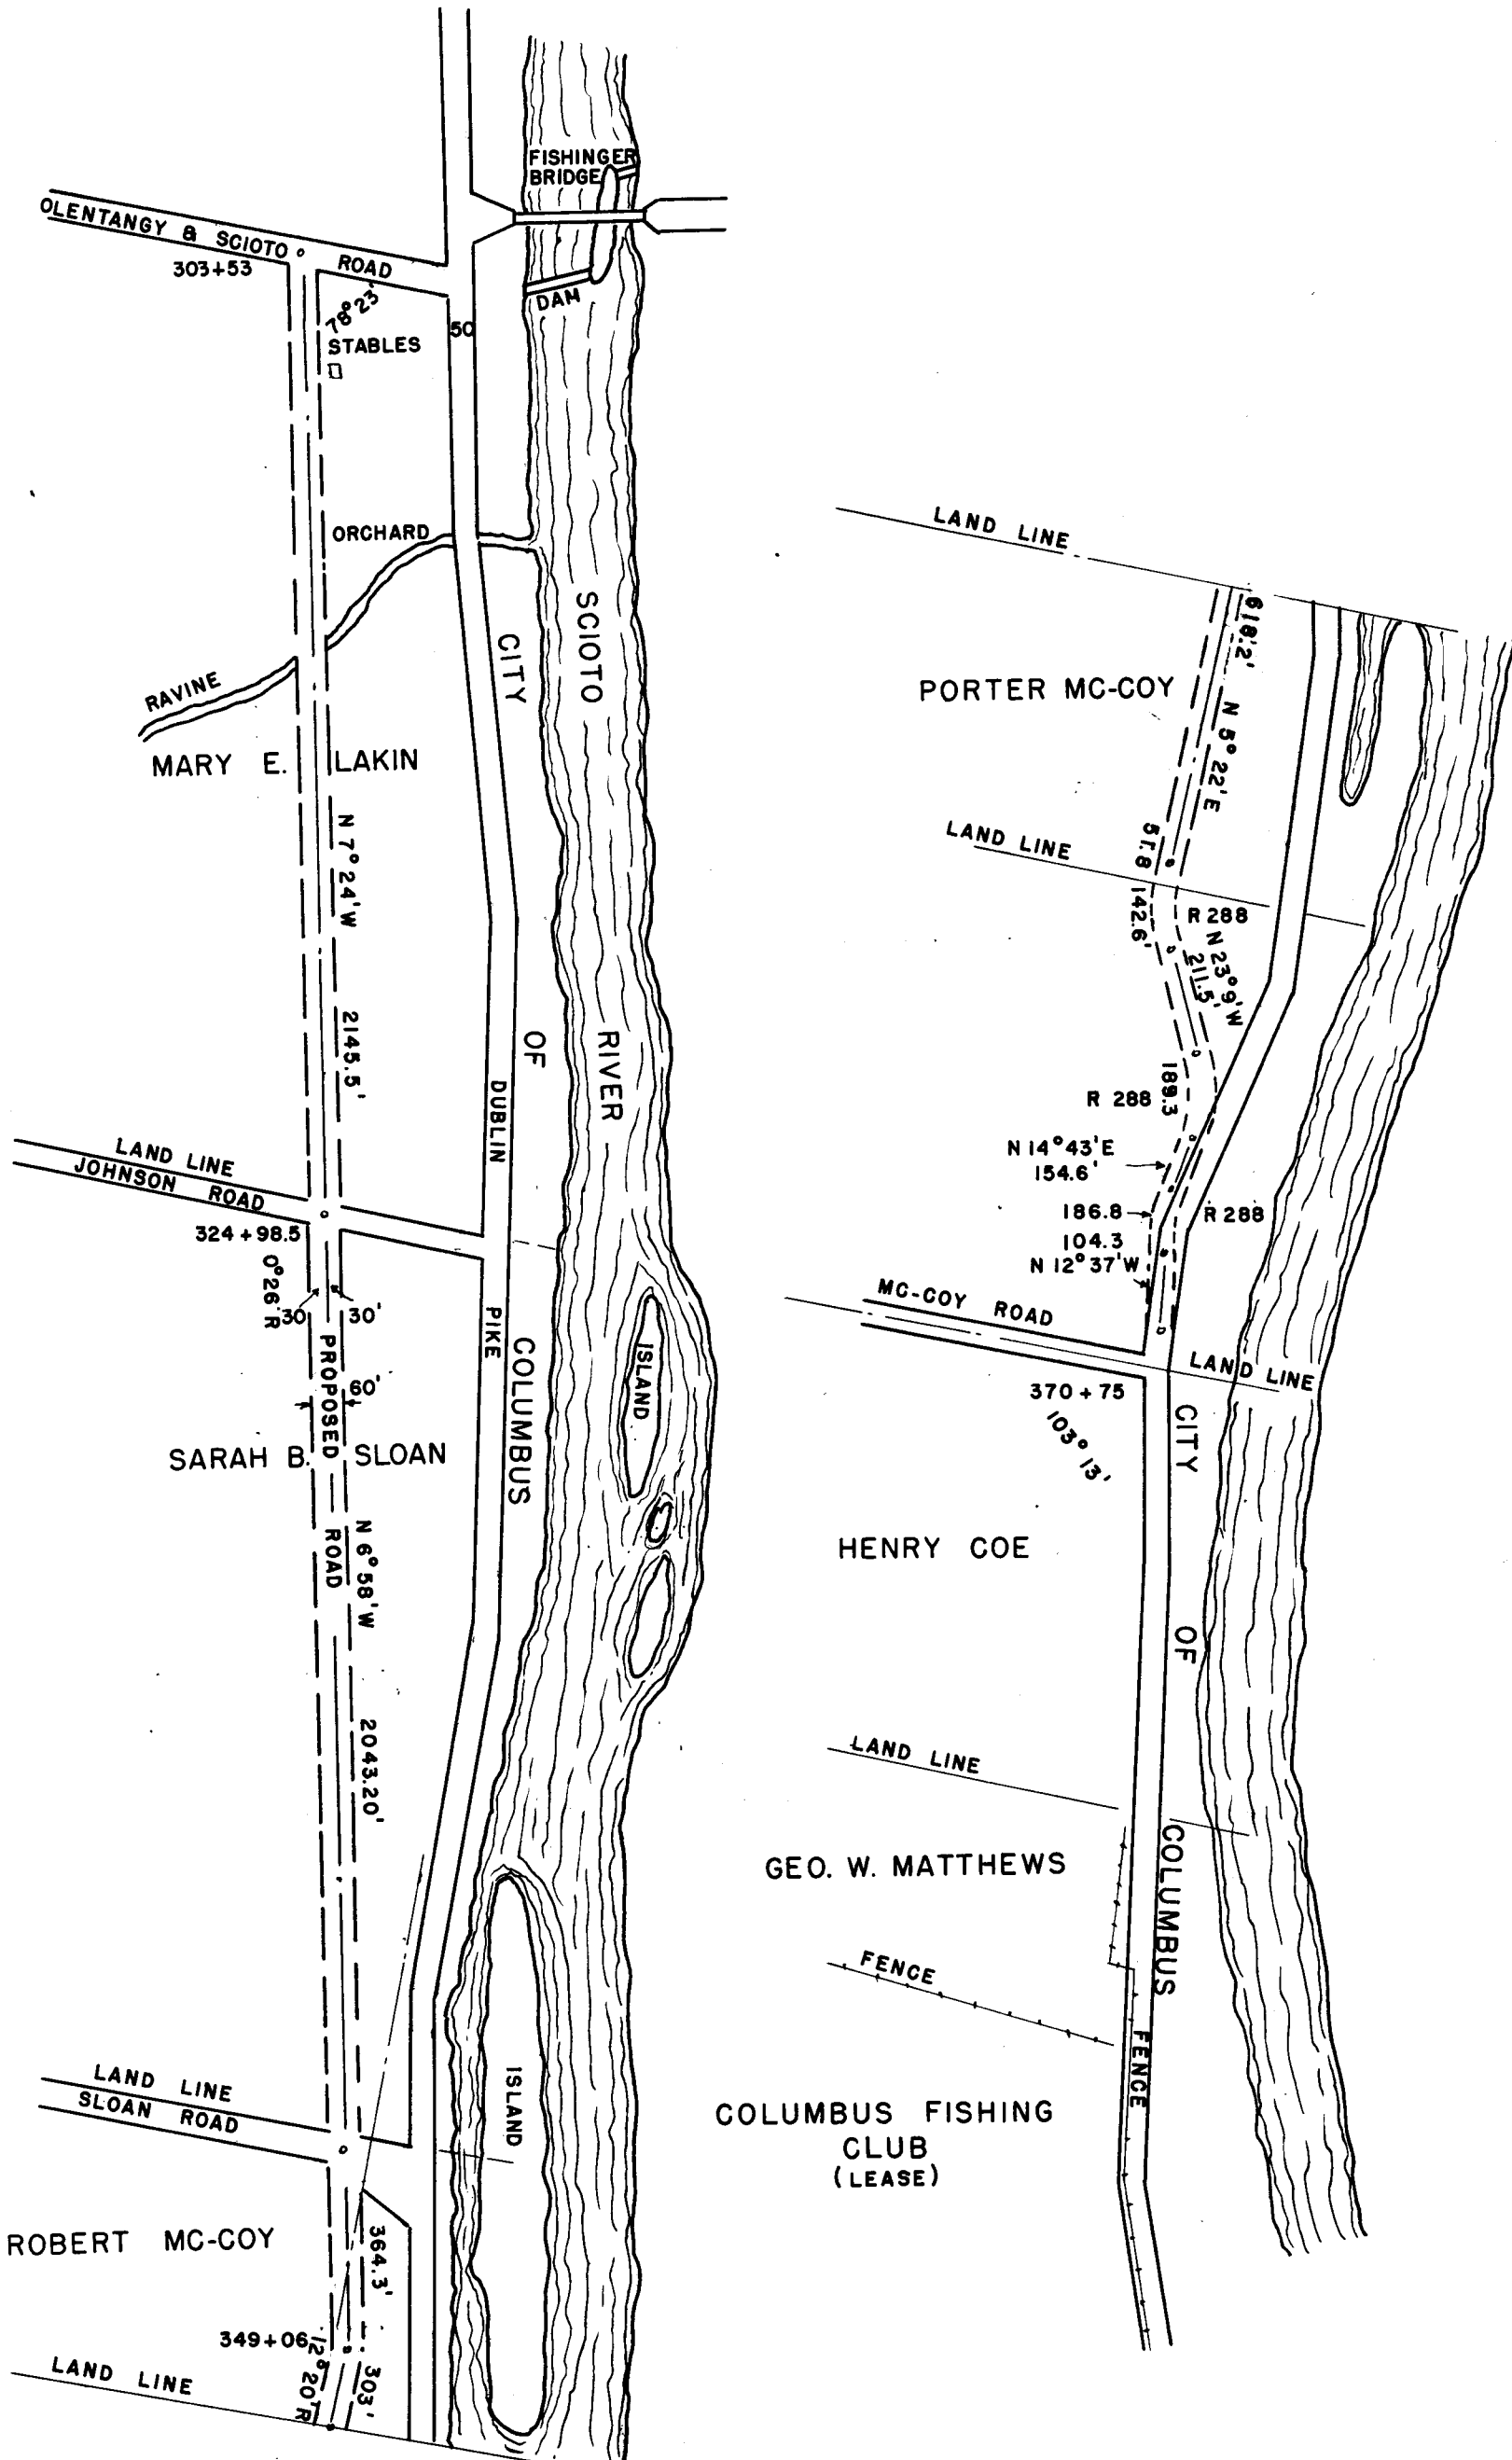 FISHINGER
BRIDGE
OLENTANGY & SCIOTO ROAD
303+53
DAM
78°23'
50
STABLES
ORCHARD
RAVINE
CITY OF COLUMBUS
SCIOTO RIVER
MARY E. LAKIN
N 7°24'W 2145.5'
DUBLIN PIKE
LAND LINE
JOHNSON ROAD
324+98.5
0°26'R
30
30'
PROPOSED ROAD
60'
ISLAND
SARAH B. SLOAN
N 6°58'W 2043.20'
LAND LINE
SLOAN ROAD
ISLAND
ROBERT MC-COY
364.3'
349+06
12°20'R
303'
LAND LINE
LAND LINE
618.2' N 5°22'E
PORTER MC-COY
LAND LINE
51.8
142.6'
R 288
N 23°9'W
211.5'
R 288
189.3
N 14°43'E
154.6'
186.8
R 288
104.3
N 12°37'W
MC-COY ROAD
LAND LINE
370+75
103°13'
CITY OF COLUMBUS
HENRY COE
LAND LINE
GEO. W. MATTHEWS
FENCE
FENCE
COLUMBUS FISHING
CLUB
(LEASE)